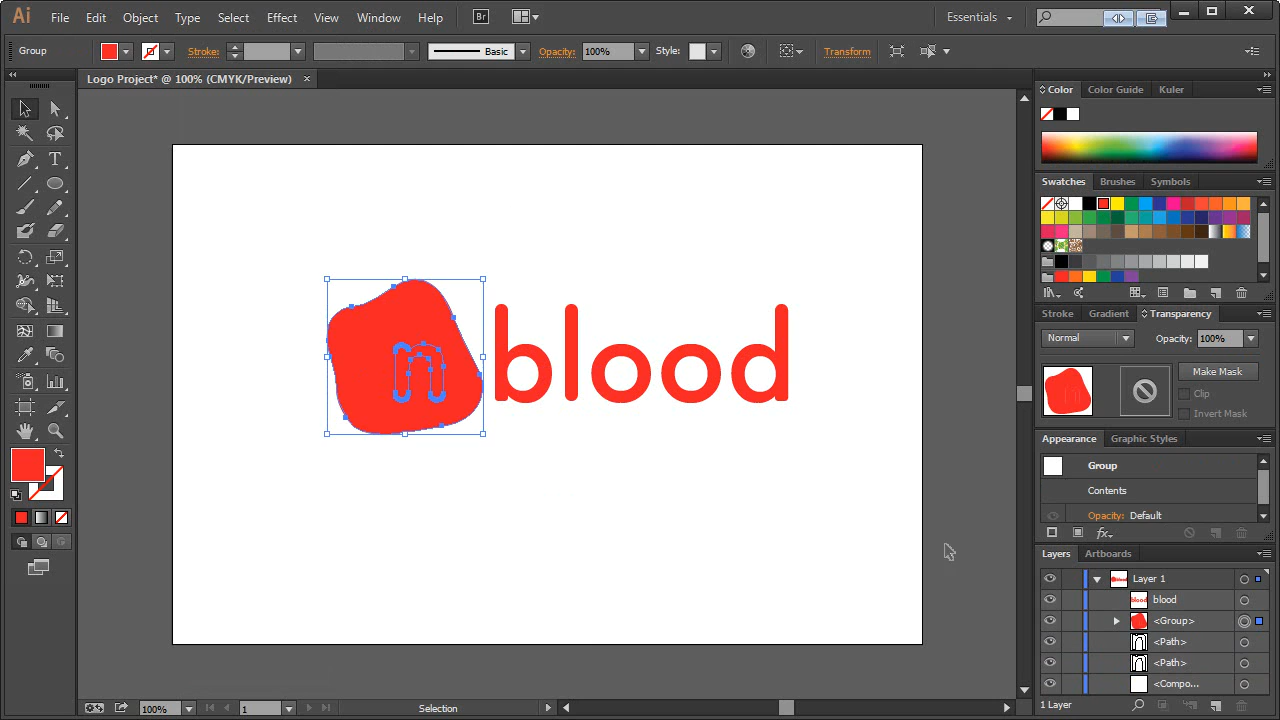 Ai File Edit Object Type Select Effect View Window Help Br Essentials
Group Stroke: Basic Opacity: 100% Style: Transform
Logo Project* @ 100% (CMYK/Preview)
Color Color Guide Kuler
Swatches Brushes Symbols
n blood
Stroke Gradient Transparency
Normal Opacity: 100%
Make Mask
Clip
Invert Mask
Appearance Graphic Styles
Group
Contents
Opacity: Default
fx
Layers Artboards
Layer 1
blood
<Group>
<Path>
<Path>
<Compo...
1 Layer
100% 1 Selection